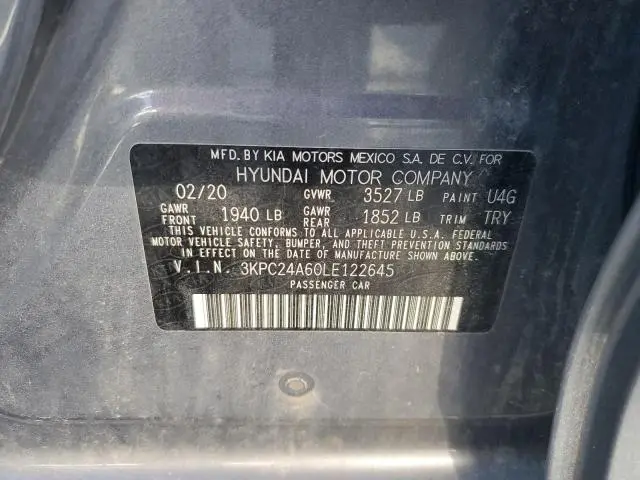 MFD. BY KIA MOTORS MEXICO S.A. DE C.V. FOR
HYUNDAI MOTOR COMPANY
02/20 GVWR 3527 LB PAINT U4G
GAWR FRONT 1940 LB GAWR REAR 1852 LB TRIM TRY
THIS VEHICLE CONFORMS TO ALL APPLICABLE U.S.A. FEDERAL
MOTOR VEHICLE SAFETY, BUMPER, AND THEFT PREVENTION STANDARDS
IN EFFECT ON THE DATE OF MANUFACTURE SHOWN ABOVE.
V.I.N. 3KPC24A60LE122645
PASSENGER CAR